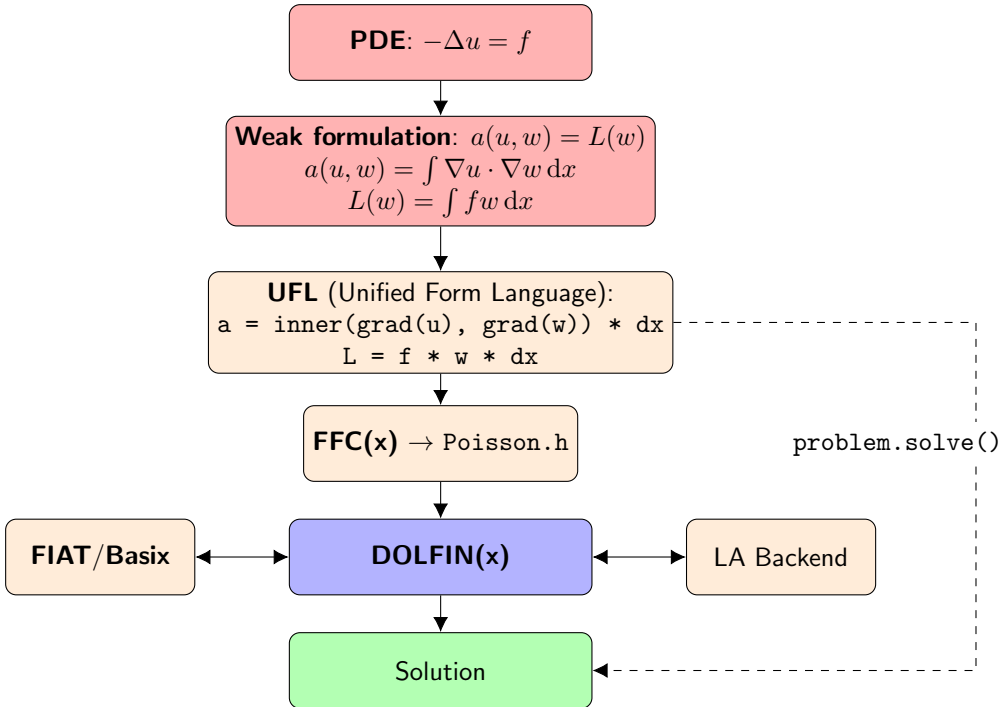 PDE: −Δu = f
Weak formulation: a(u, w) = L(w)
a(u, w) = ∫ ∇u · ∇w dx
L(w) = ∫ fw dx
UFL (Unified Form Language):
a = inner(grad(u), grad(w)) * dx
L = f * w * dx
FFC(x) → Poisson.h
problem.solve()
FIAT/Basix
DOLFIN(x)
LA Backend
Solution